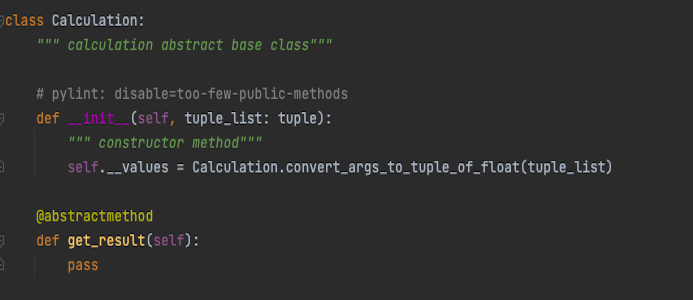 class Calculation:
    """ calculation abstract base class"""
    # pylint: disable=too-few-public-methods
    def __init__(self, tuple_list: tuple):
        """ constructor method"""
        self.__values = Calculation.convert_args_to_tuple_of_float(tuple_list)
    @abstractmethod
    def get_result(self):
        pass